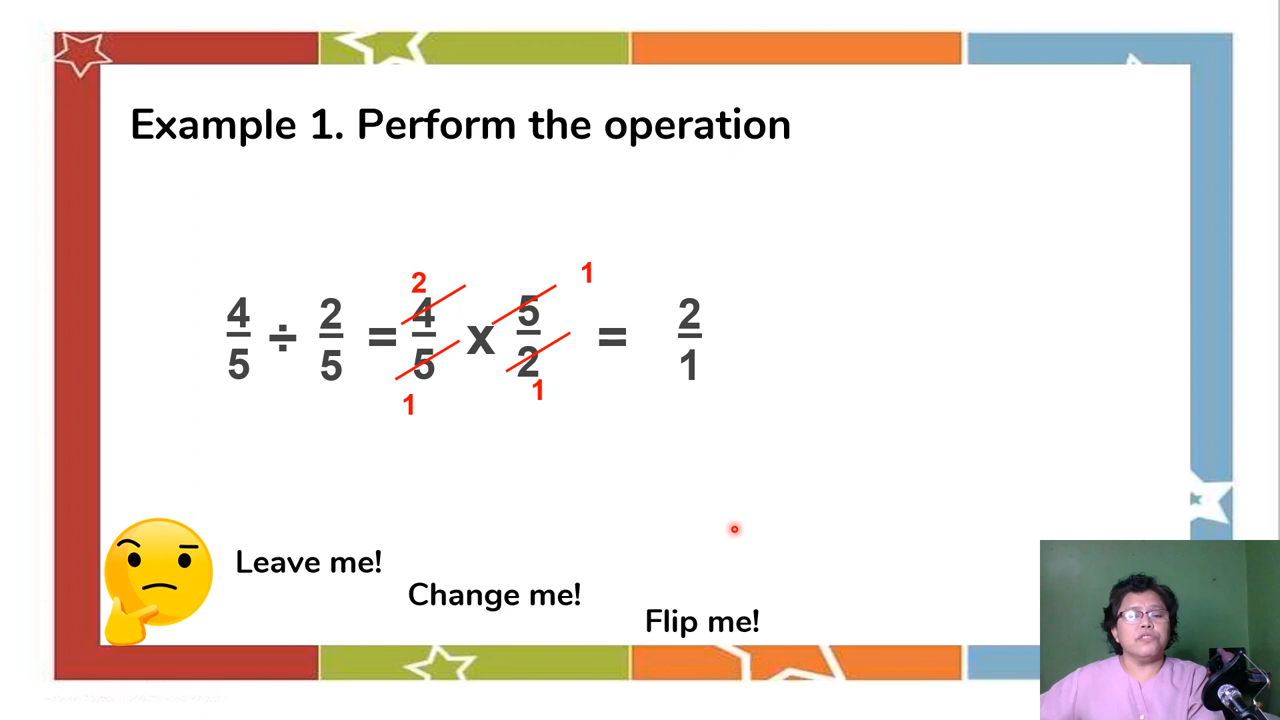 Example 1. Perform the operation
2 1
4/5 ÷ 2/5 = 4/5 x 5/2 = 2/1
1 1
Leave me!
Change me!
Flip me!